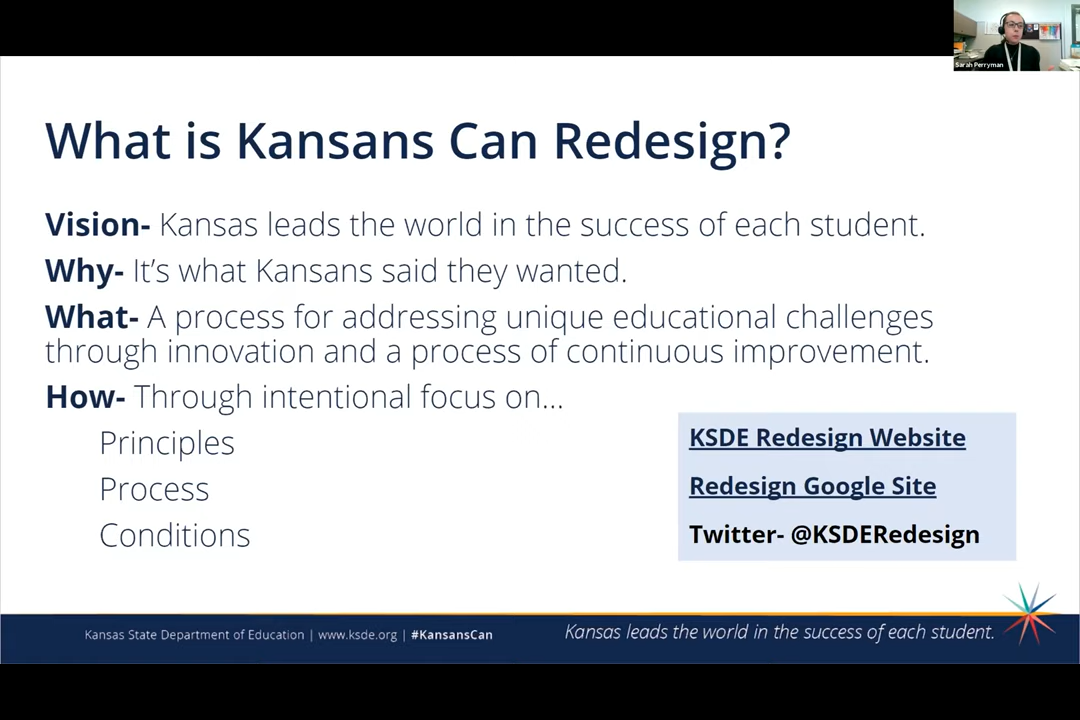 Sarah Perryman
What is Kansans Can Redesign?
Vision- Kansas leads the world in the success of each student.
Why- It’s what Kansans said they wanted.
What- A process for addressing unique educational challenges
through innovation and a process of continuous improvement.
How- Through intentional focus on...
Principles
Process
Conditions
KSDE Redesign Website
Redesign Google Site
Twitter- @KSDERedesign
Kansas State Department of Education | www.ksde.org | #KansansCan
Kansas leads the world in the success of each student.